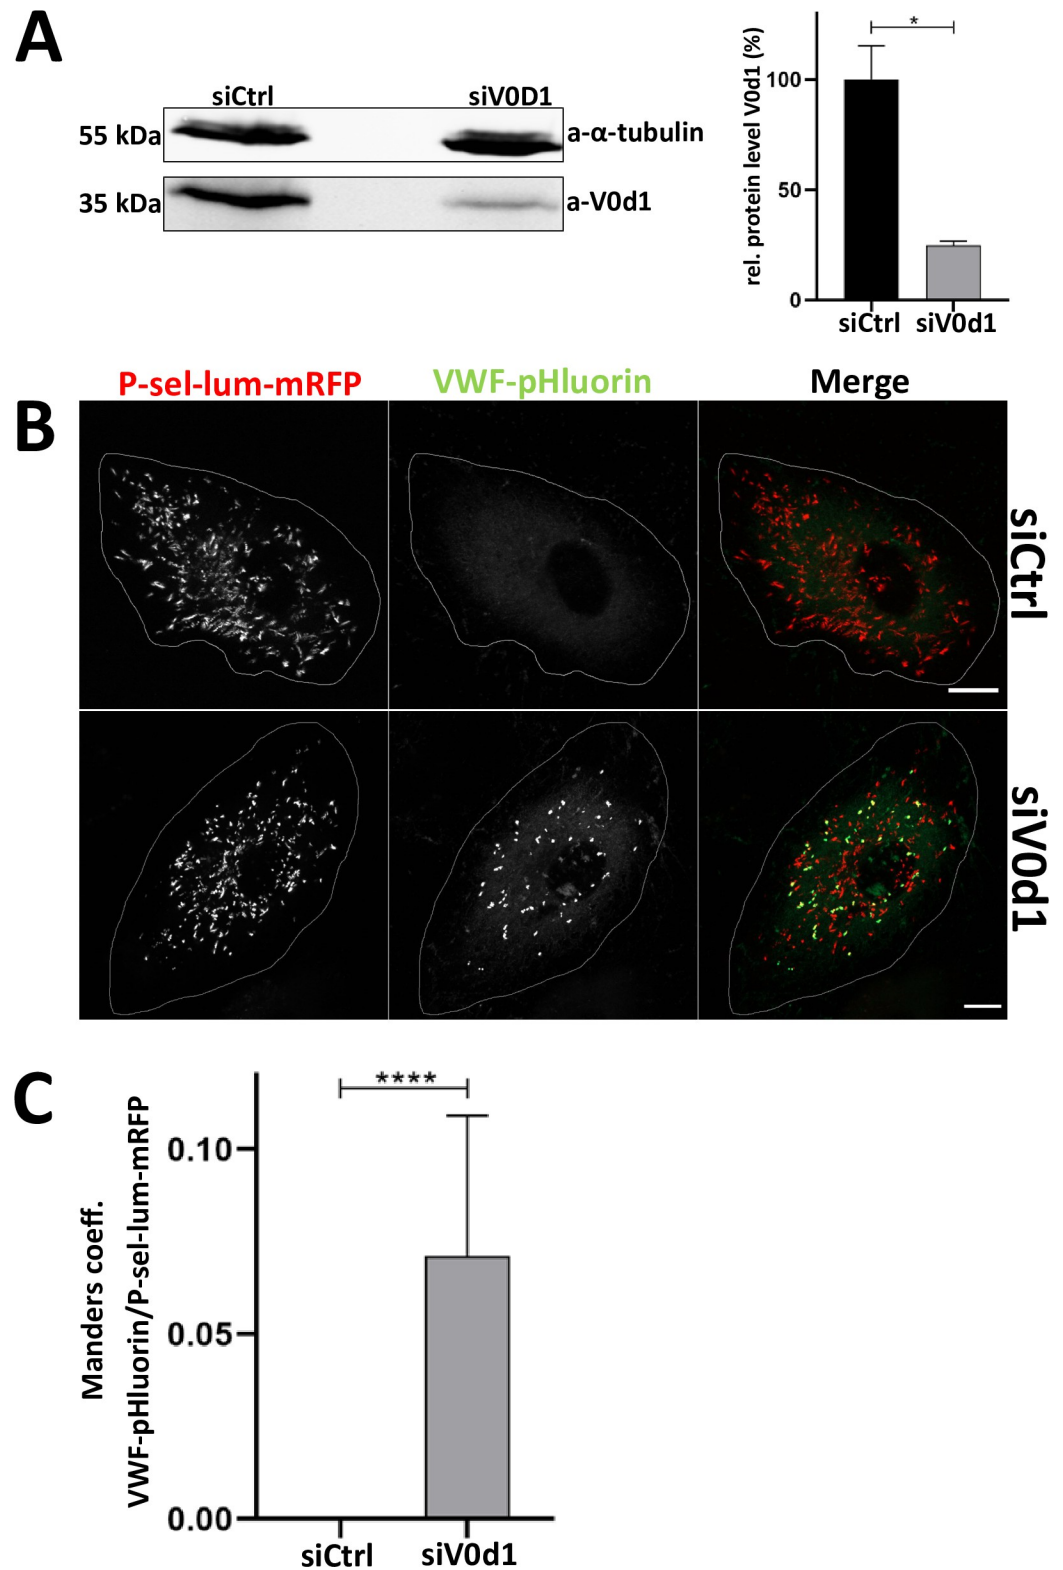 A
siCtrl
siV0D1
55 kDa
a-α-tubulin
35 kDa
a-V0d1
rel. protein level V0d1 (%)
100
50
0
*
siCtrl
siV0d1
B
P-sel-lum-mRFP
VWF-pHluorin
Merge
siCtrl
siV0d1
C
Manders coeff.
VWF-pHluorin/P-sel-lum-mRFP
0.10
0.05
0.00
****
siCtrl
siV0d1